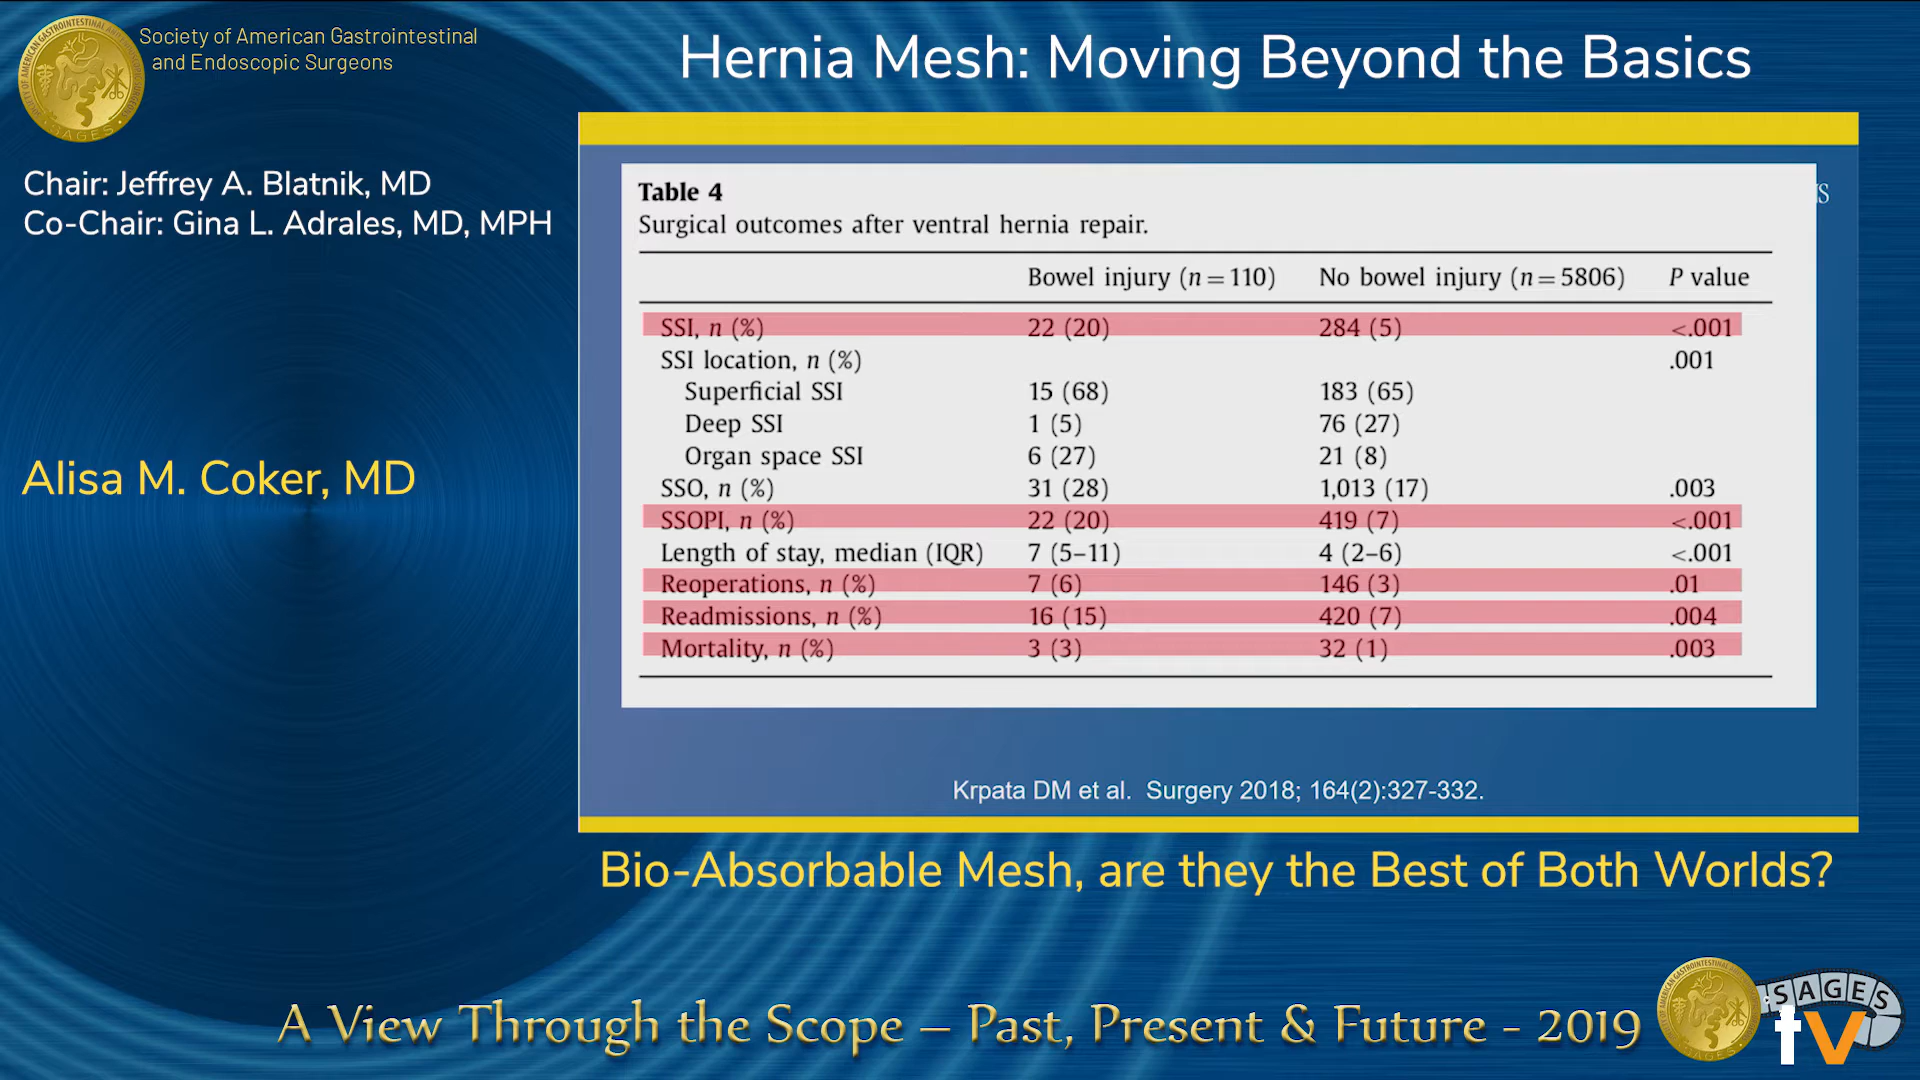 Society of American Gastrointestinal
and Endoscopic Surgeons
Hernia Mesh: Moving Beyond the Basics
Chair: Jeffrey A. Blatnik, MD
Co-Chair: Gina L. Adrales, MD, MPH
Alisa M. Coker, MD
Table 4
Surgical outcomes after ventral hernia repair.
Bowel injury (n = 110) No bowel injury (n = 5806) P value
SSI, n (%) 22 (20) 284 (5) <.001
SSI location, n (%) .001
Superficial SSI 15 (68) 183 (65)
Deep SSI 1 (5) 76 (27)
Organ space SSI 6 (27) 21 (8)
SSO, n (%) 31 (28) 1,013 (17) .003
SSOPI, n (%) 22 (20) 419 (7) <.001
Length of stay, median (IQR) 7 (5–11) 4 (2–6) <.001
Reoperations, n (%) 7 (6) 146 (3) .01
Readmissions, n (%) 16 (15) 420 (7) .004
Mortality, n (%) 3 (3) 32 (1) .003
Krpata DM et al. Surgery 2018; 164(2):327-332.
Bio-Absorbable Mesh, are they the Best of Both Worlds?
A View Through the Scope – Past, Present & Future - 2019
SAGES
tv